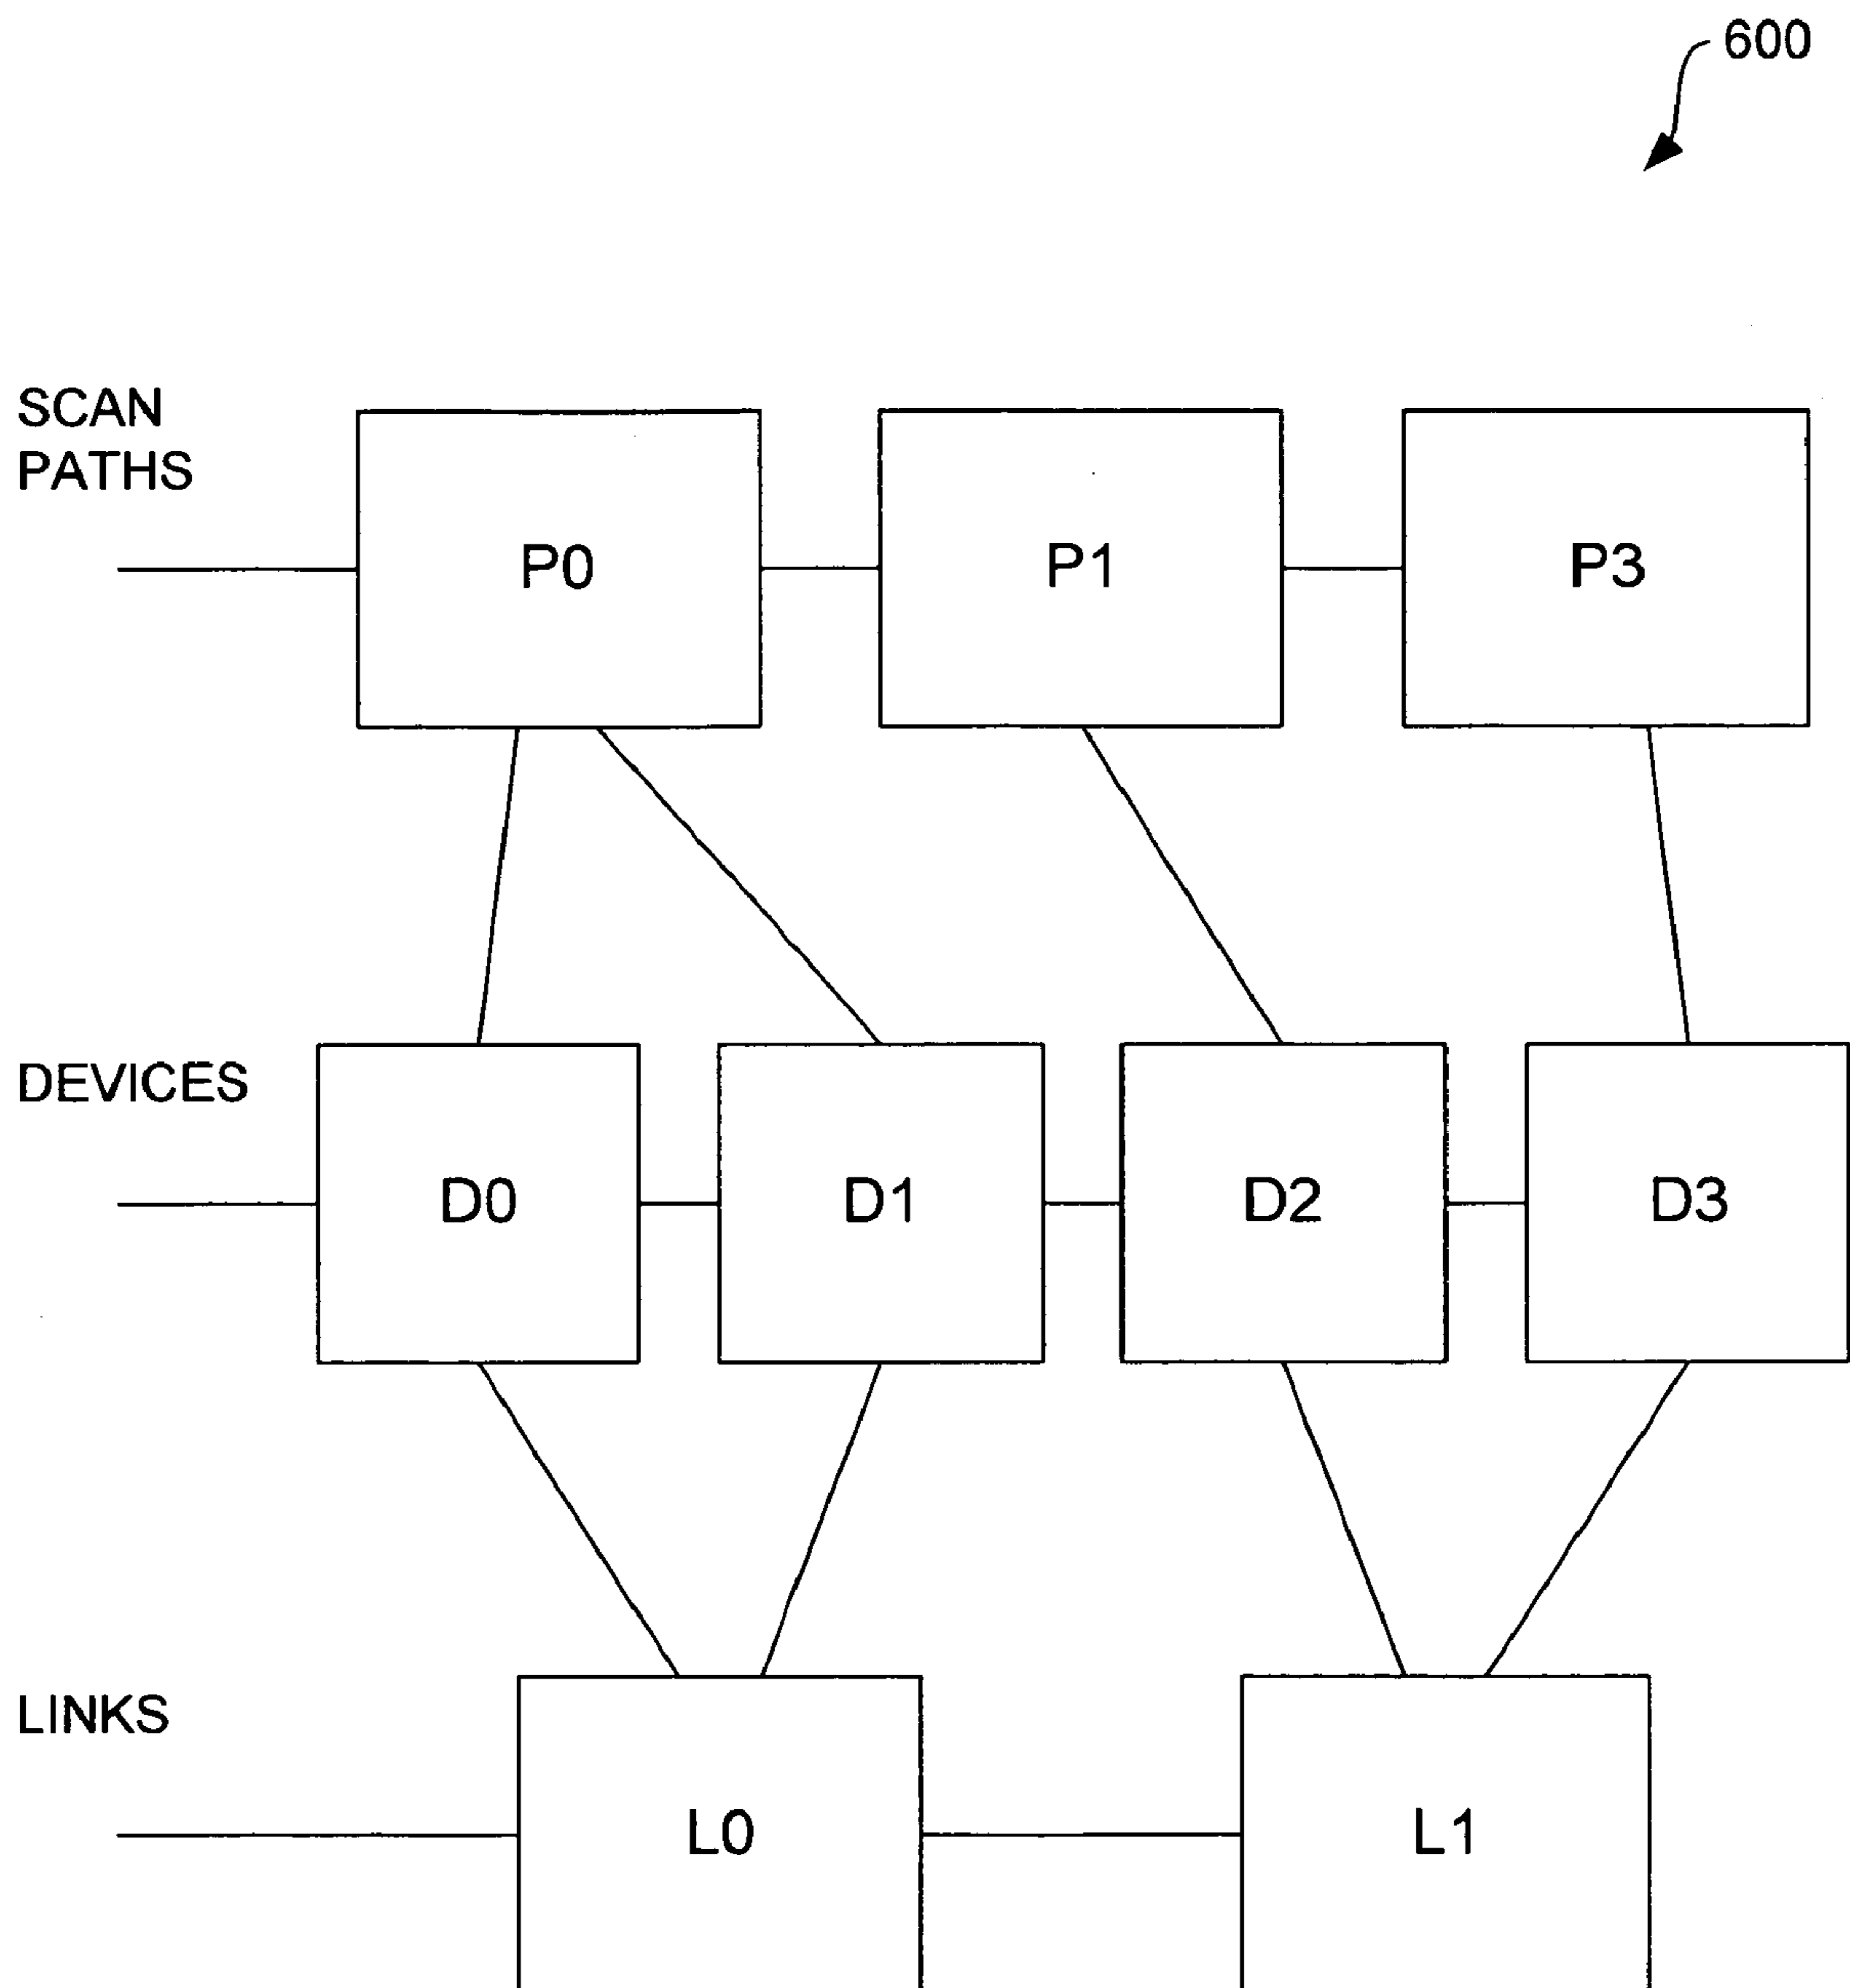 600
SCAN
PATHS
P0
P1
P3
DEVICES
D0
D1
D2
D3
LINKS
L0
L1